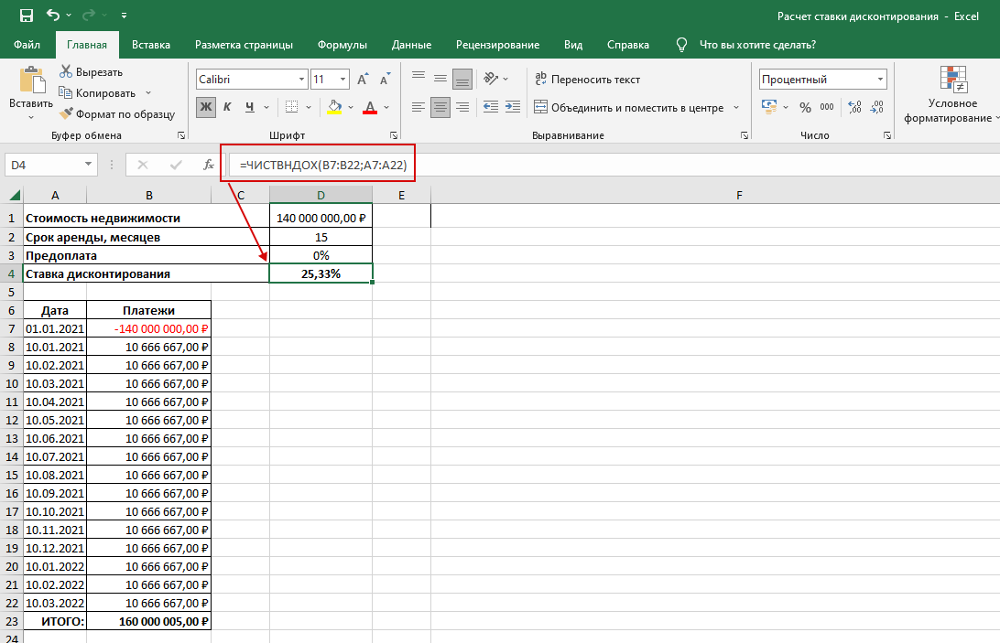 Расчет ставки дисконтирования - Excel
Файл Главная Вставка Разметка страницы Формулы Данные Рецензирование Вид Справка Что вы хотите сделать?
Вставить
Вырезать
Копировать
Формат по образцу
Буфер обмена
Calibri 11
Ж К Ч
Шрифт
Переносить текст
Объединить и поместить в центре
Выравнивание
Процентный
% 000
Число
Условное
форматирование
D4 fx =ЧИСТВНДОХ(B7:B22;A7:A22)
A B C D E F
1 Стоимость недвижимости 140 000 000,00 ₽
2 Срок аренды, месяцев 15
3 Предоплата 0%
4 Ставка дисконтирования 25,33%
5
6 Дата Платежи
7 01.01.2021 -140 000 000,00 ₽
8 10.01.2021 10 666 667,00 ₽
9 10.02.2021 10 666 667,00 ₽
10 10.03.2021 10 666 667,00 ₽
11 10.04.2021 10 666 667,00 ₽
12 10.05.2021 10 666 667,00 ₽
13 10.06.2021 10 666 667,00 ₽
14 10.07.2021 10 666 667,00 ₽
15 10.08.2021 10 666 667,00 ₽
16 10.09.2021 10 666 667,00 ₽
17 10.10.2021 10 666 667,00 ₽
18 10.11.2021 10 666 667,00 ₽
19 10.12.2021 10 666 667,00 ₽
20 10.01.2022 10 666 667,00 ₽
21 10.02.2022 10 666 667,00 ₽
22 10.03.2022 10 666 667,00 ₽
23 ИТОГО: 160 000 005,00 ₽
24